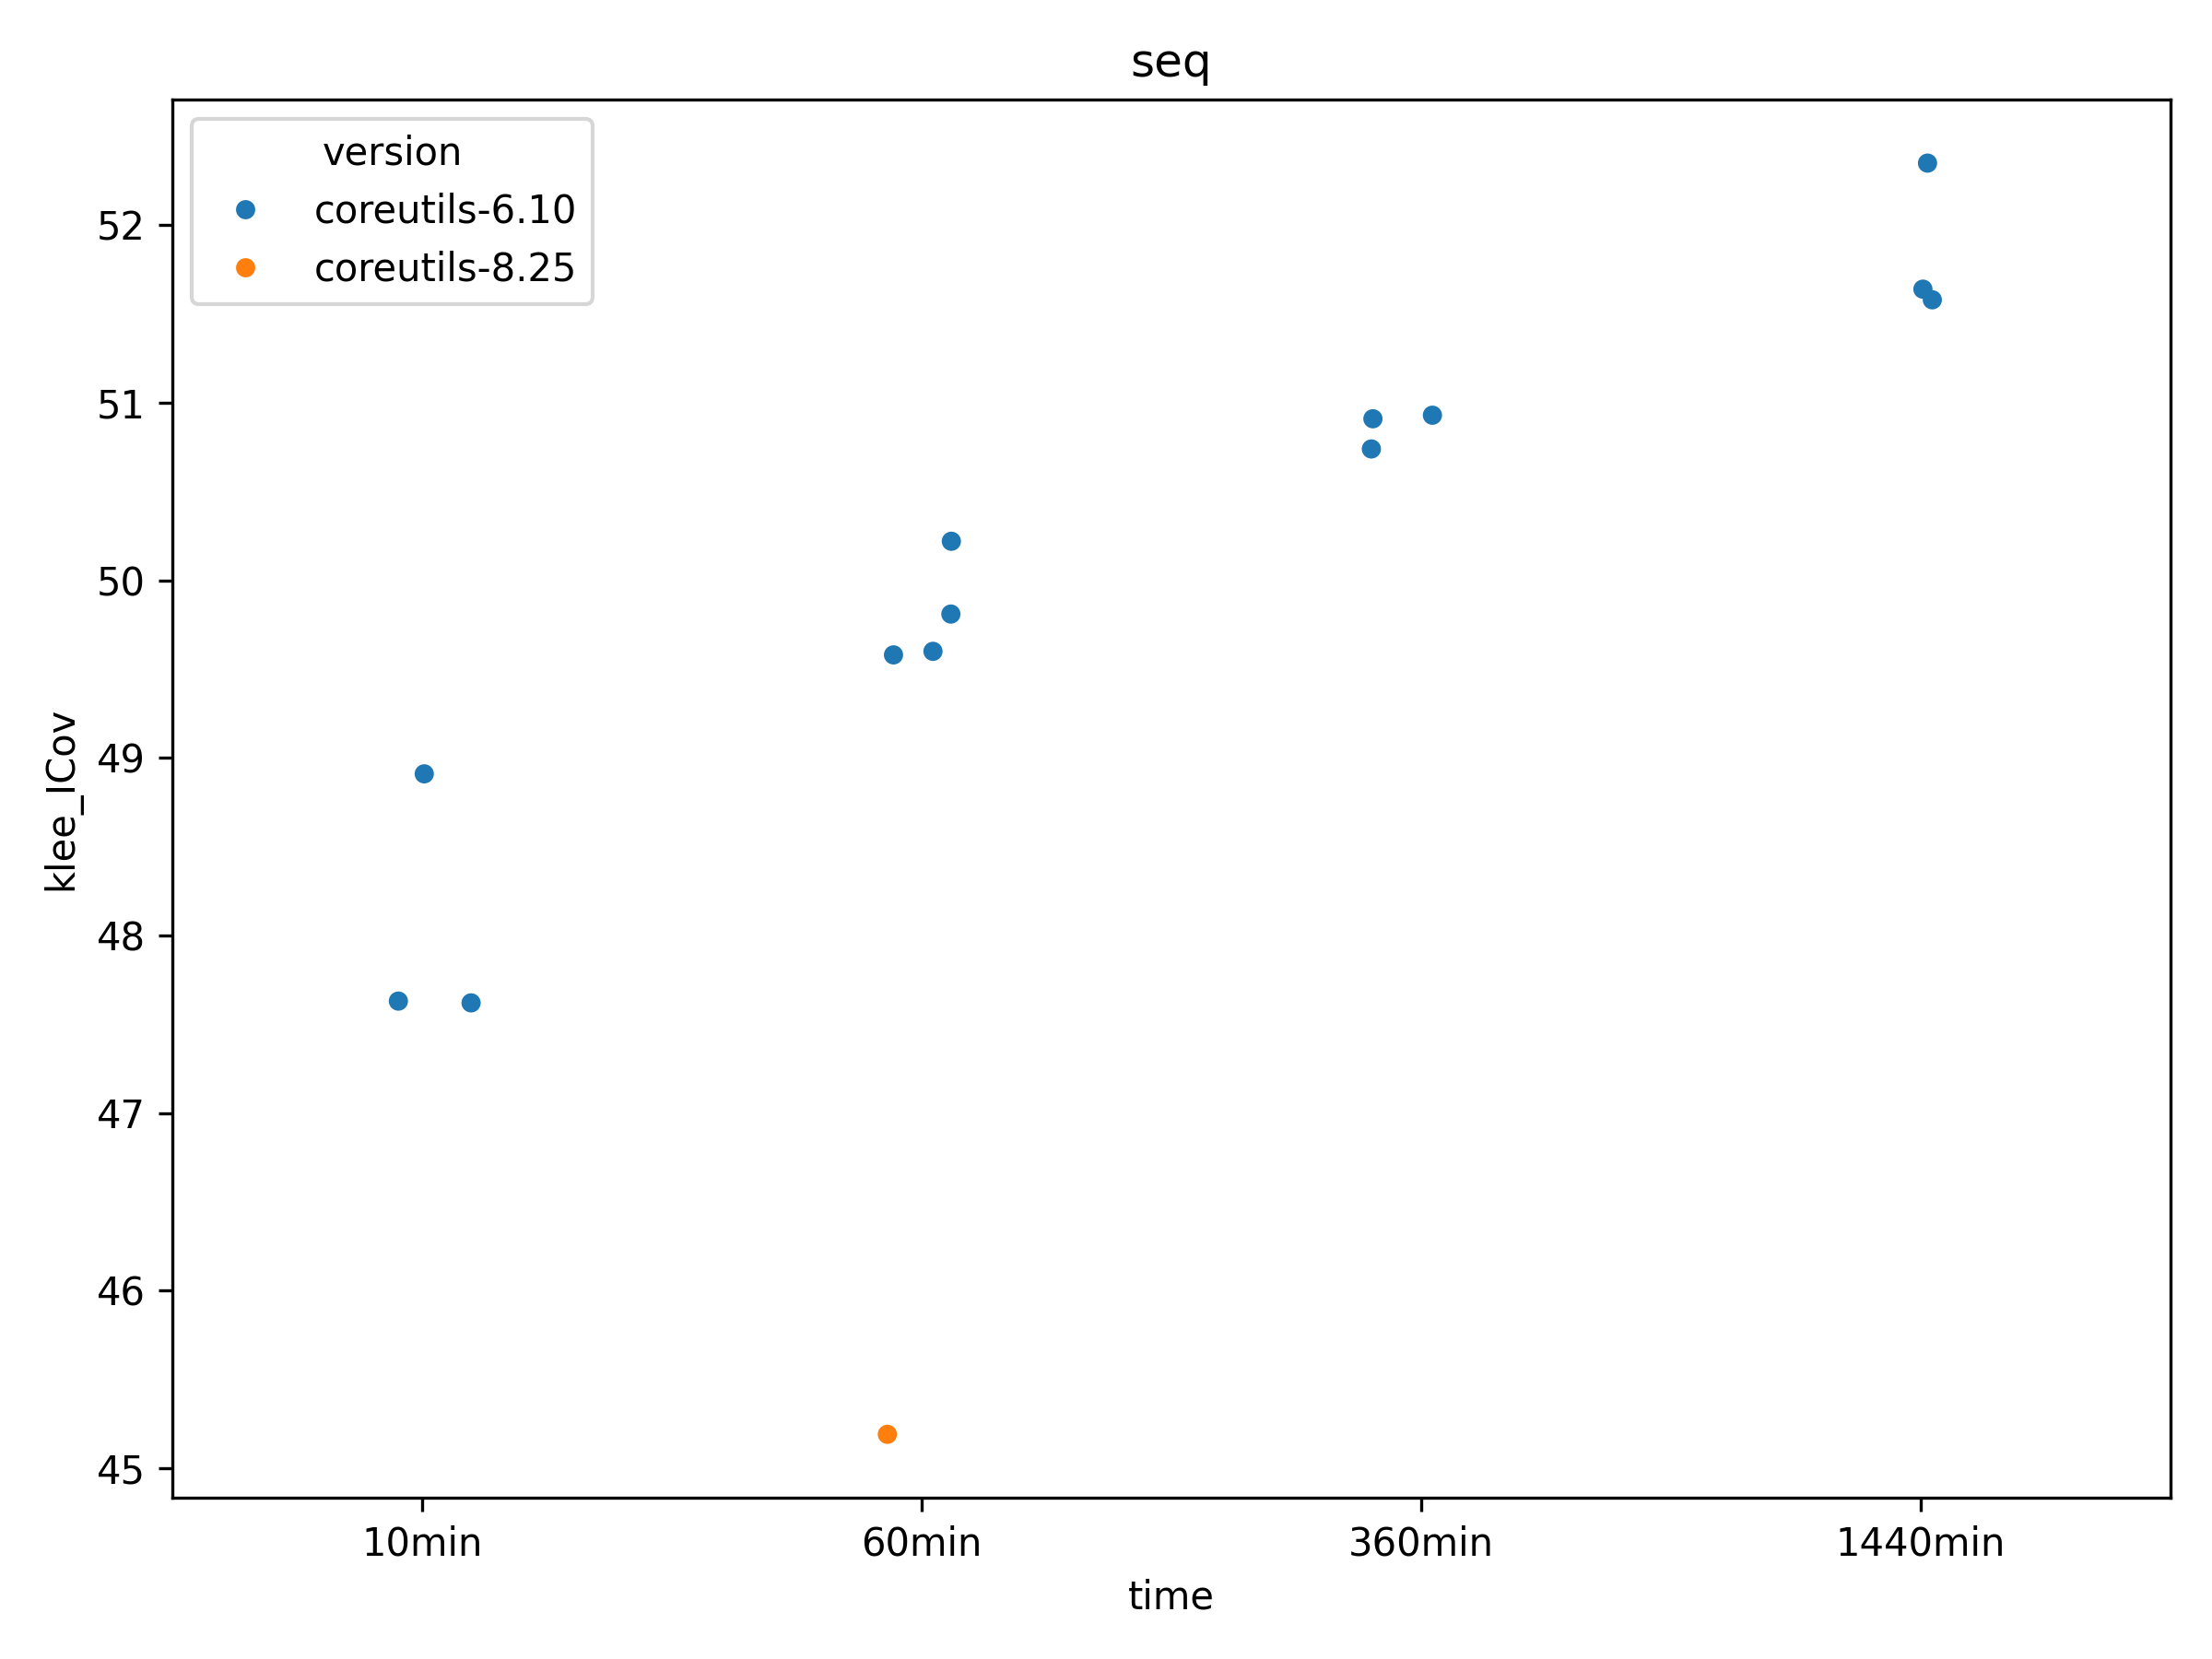 seq
version
coreutils-6.10
coreutils-8.25
klee_ICov
52
51
50
49
48
47
46
45
10min
60min
360min
1440min
time